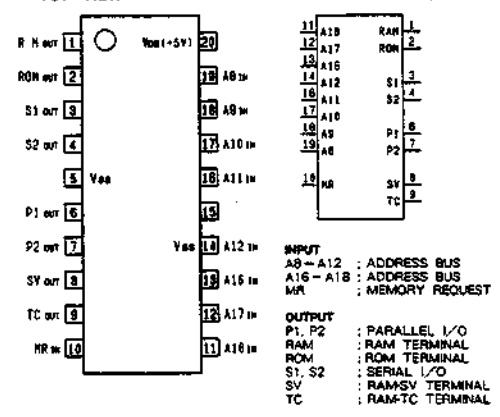 R M OUT 1 VDD(+5V) 20
ROM OUT 2 19 A8 IN
S1 OUT 3 18 A9 IN
S2 OUT 4 17 A10 IN
5 Vss 16 A11 IN
P1 OUT 6 15
P2 OUT 7 Vss 14 A12 IN
SV OUT 8 13 A16 IN
TC OUT 9 12 A17 IN
MR IN 10 11 A18 IN
11 A18 RAM 1
12 A17 ROM 2
13 A16
14 A12 S1 3
16 A11 S2 4
17 A10
18 A9 P1 6
19 A8 P2 7
10 MR SV 8
TC 9
INPUT
A8-A12 : ADDRESS BUS
A16-A18 : ADDRESS BUS
MR : MEMORY REQUEST
OUTPUT
P1, P2 : PARALLEL I/O
RAM : RAM TERMINAL
ROM : ROM TERMINAL
S1, S2 : SERIAL I/O
SV : RAM-SV TERMINAL
TC : RAM-TC TERMINAL